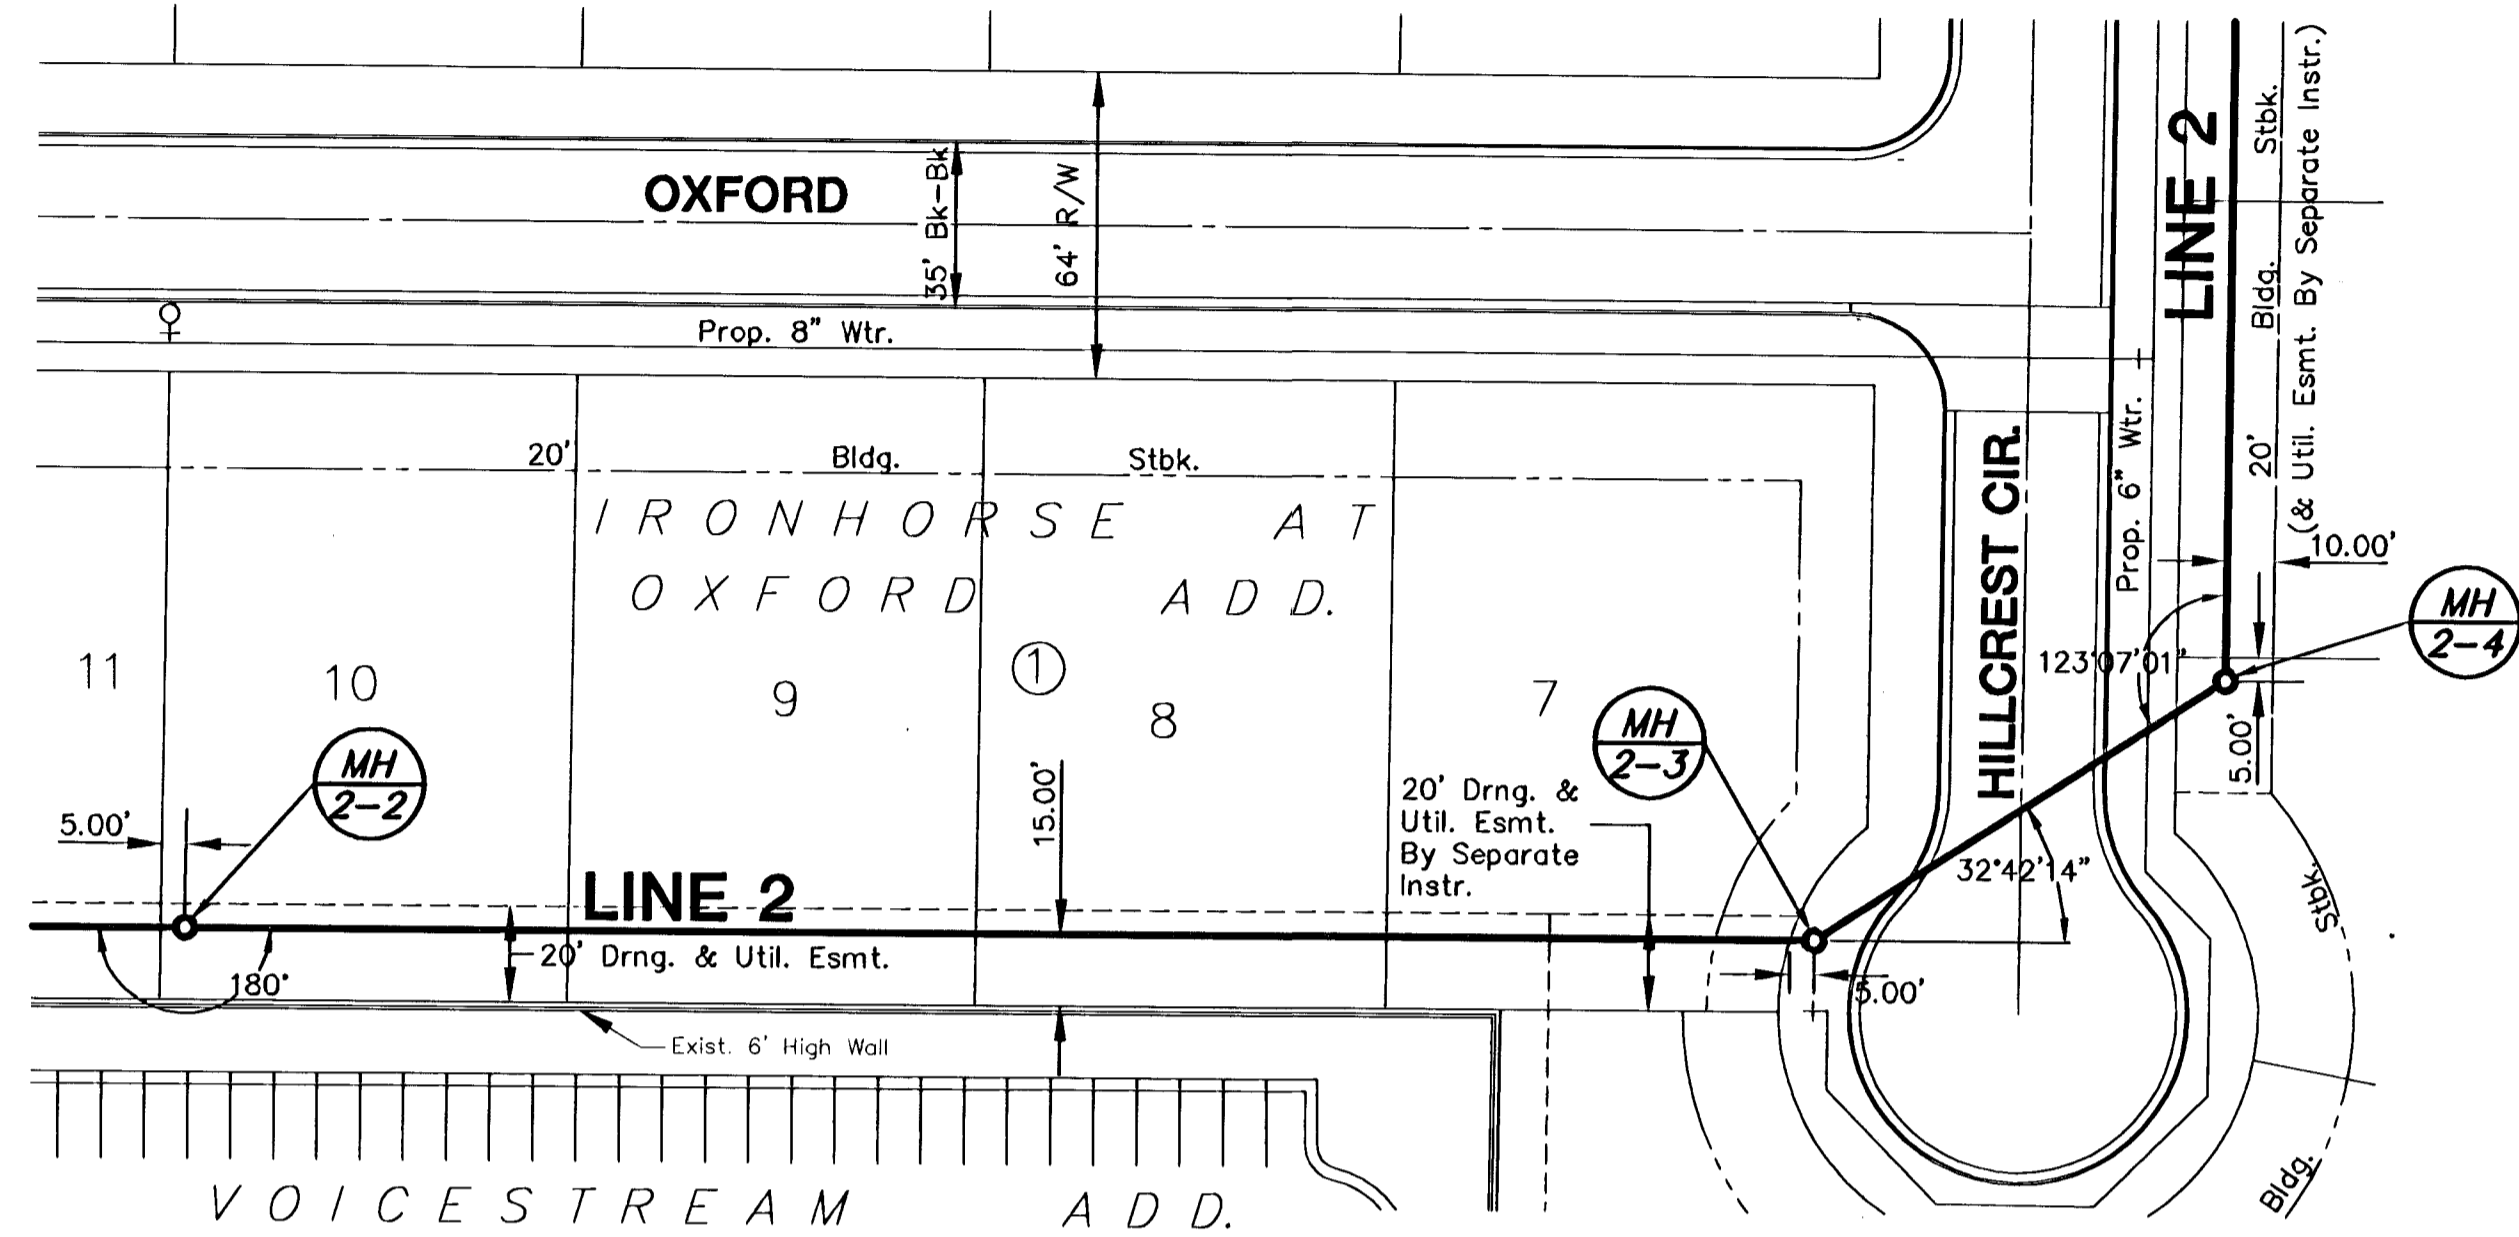 OXFORD
35' Bk-Bk
64' R/W
Prop. 8" Wtr.
LINE 2
20' Bldg. Stbk.
(& Util. Esmt. By Separate Instr.)
20' Bldg. Stbk.
IRONHORSE AT
OXFORD ADD.
HILLCREST CIR.
Prop. 6" Wtr.
10.00'
MH
2-4
123°07'01"
5.00'
11
10
9
1
8
7
MH
2-2
MH
2-3
5.00'
15.00'
20' Drng. &
Util. Esmt.
By Separate
Instr.
32°42'14"
LINE 2
20' Drng. & Util. Esmt.
180°
5.00'
Exist. 6' High Wall
Stbk.
Bldg.
VOICESTREAM ADD.